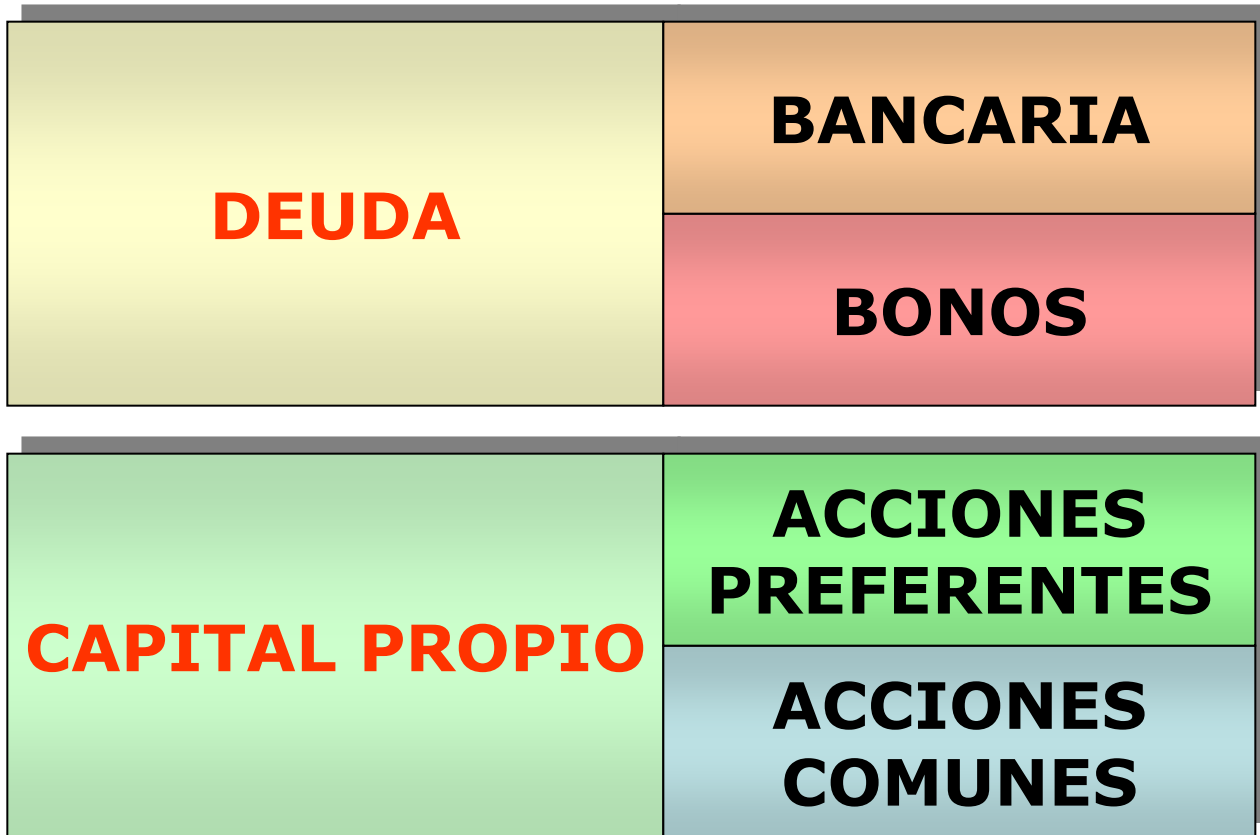 DEUDA
BANCARIA
BONOS
CAPITAL PROPIO
ACCIONES
PREFERENTES
ACCIONES
COMUNES